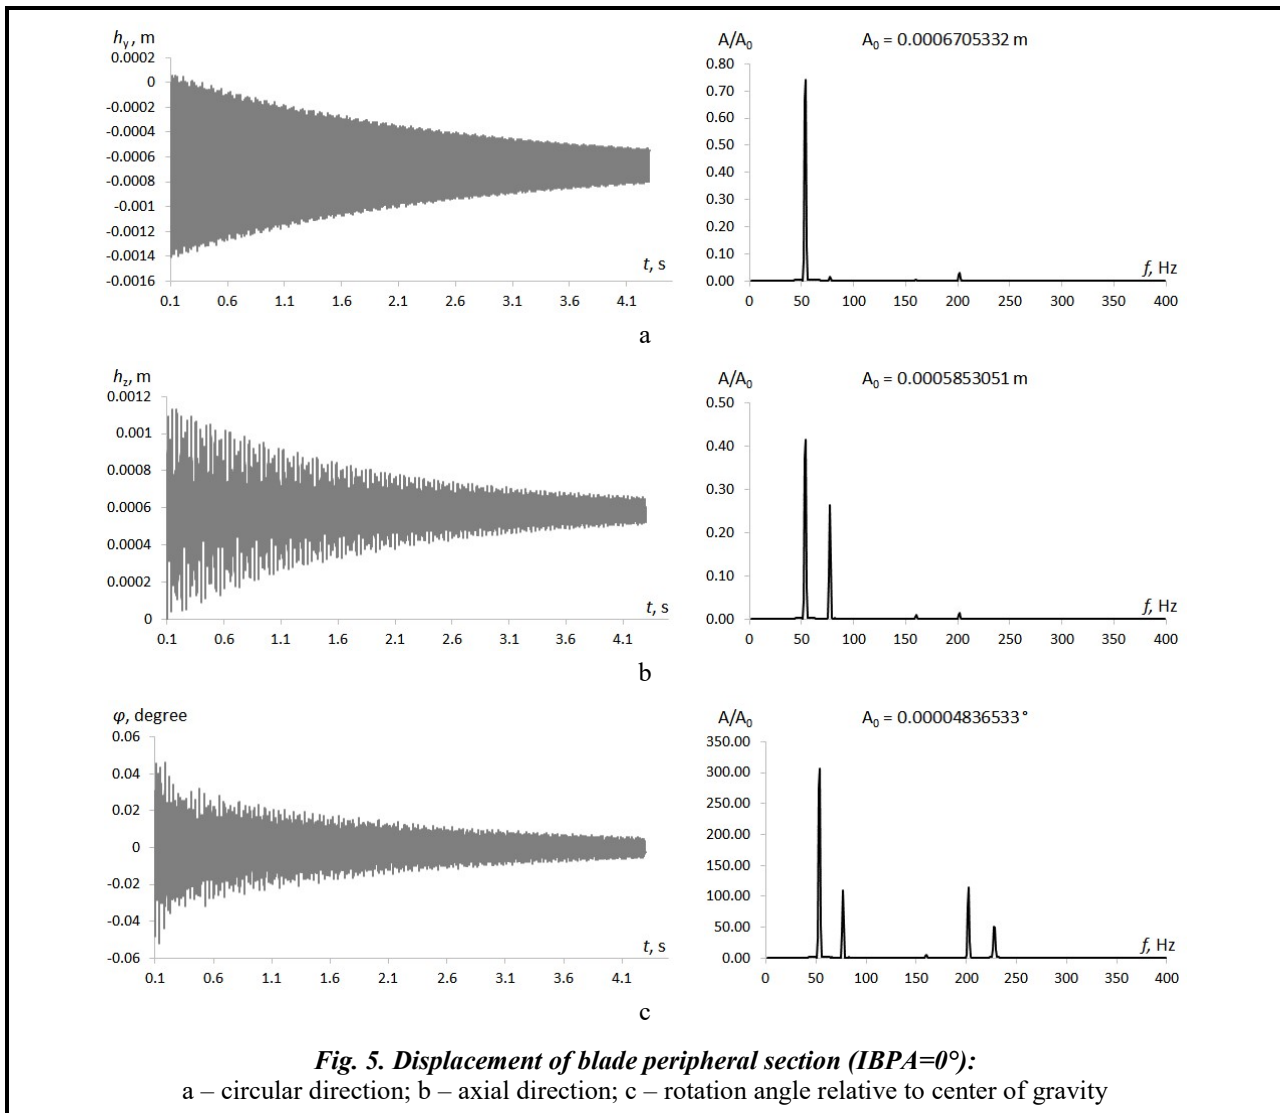 hy, m
0.0002
0
-0.0002
-0.0004
-0.0006
-0.0008
-0.001
-0.0012
-0.0014
-0.0016
t, s
0.1 0.6 1.1 1.6 2.1 2.6 3.1 3.6 4.1
A/A0 A0 = 0.0006705332 m
0.80
0.70
0.60
0.50
0.40
0.30
0.20
0.10
0.00
f, Hz
0 50 100 150 200 250 300 350 400
a
hz, m
0.0012
0.001
0.0008
0.0006
0.0004
0.0002
0
t, s
0.1 0.6 1.1 1.6 2.1 2.6 3.1 3.6 4.1
A/A0 A0 = 0.0005853051 m
0.50
0.40
0.30
0.20
0.10
0.00
f, Hz
0 50 100 150 200 250 300 350 400
b
φ, degree
0.06
0.04
0.02
0
-0.02
-0.04
-0.06
t, s
0.1 0.6 1.1 1.6 2.1 2.6 3.1 3.6 4.1
A/A0 A0 = 0.00004836533°
350.00
300.00
250.00
200.00
150.00
100.00
50.00
0.00
f, Hz
0 50 100 150 200 250 300 350 400
c
Fig. 5. Displacement of blade peripheral section (IBPA=0°):
a – circular direction; b – axial direction; c – rotation angle relative to center of gravity